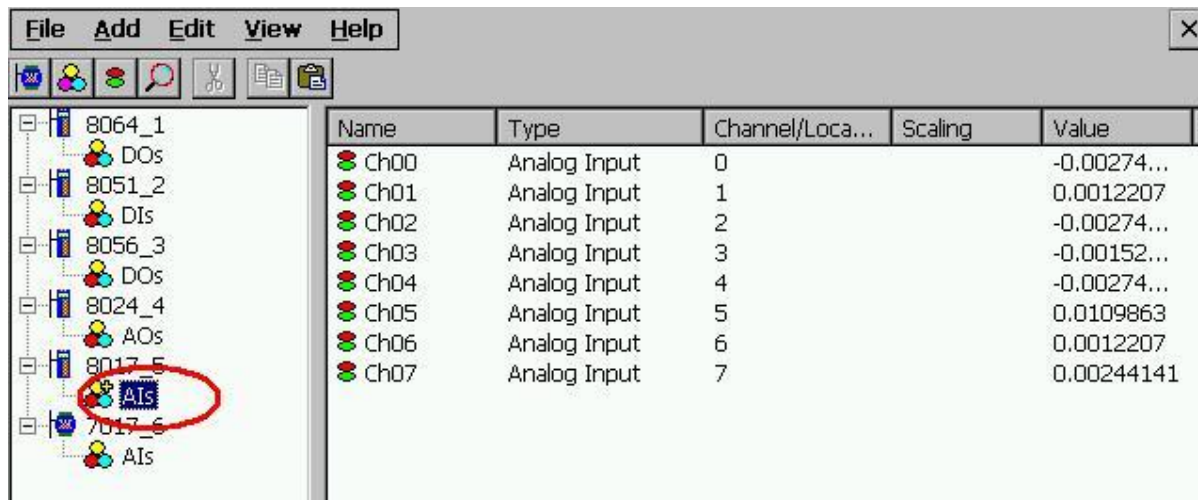 File Add Edit View Help
8064_1
DOs
8051_2
DIs
8056_3
DOs
8024_4
AOs
8017_5
AIs
7017_6
AIs
Name Type Channel/Loca... Scaling Value
Ch00 Analog Input 0 -0.00274...
Ch01 Analog Input 1 0.0012207
Ch02 Analog Input 2 -0.00274...
Ch03 Analog Input 3 -0.00152...
Ch04 Analog Input 4 -0.00274...
Ch05 Analog Input 5 0.0109863
Ch06 Analog Input 6 0.0012207
Ch07 Analog Input 7 0.00244141